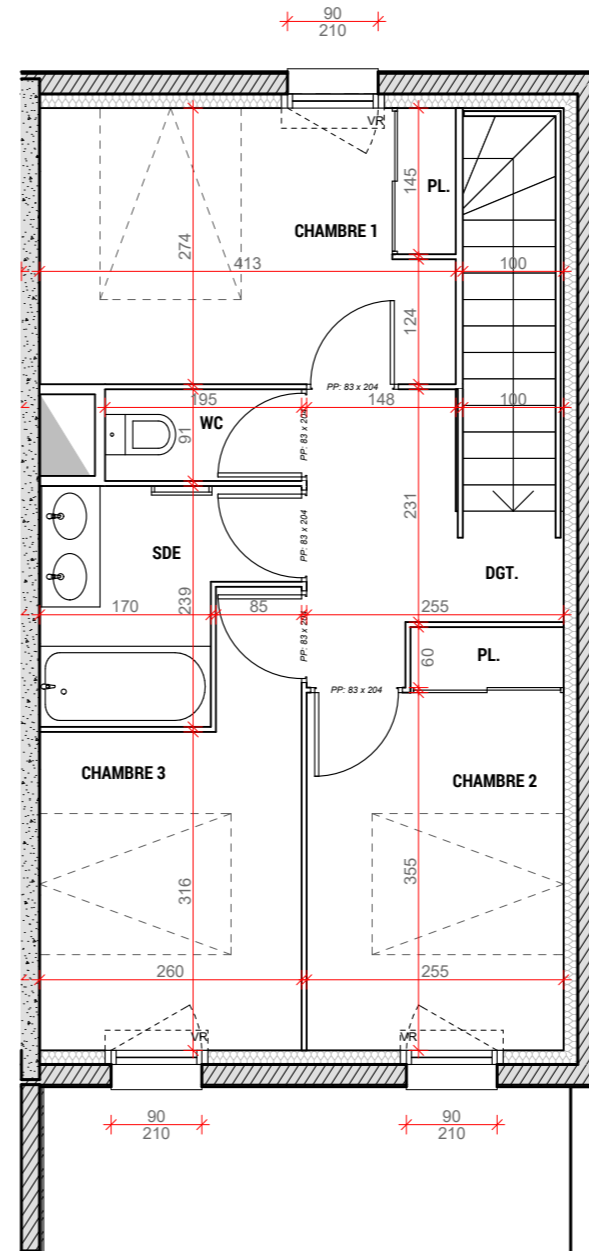 90
210
VR
145
PL.
CHAMBRE 1
274
413
100
124
PP: 83 x 204
195
WC
148
100
91
PP: 83 x 204
231
SDE
PP: 83 x 204
DGT.
170
239
85
255
PP: 83 x 204
60
PL.
PP: 83 x 204
CHAMBRE 3
CHAMBRE 2
316
355
260
255
VR
VR
90
210
90
210